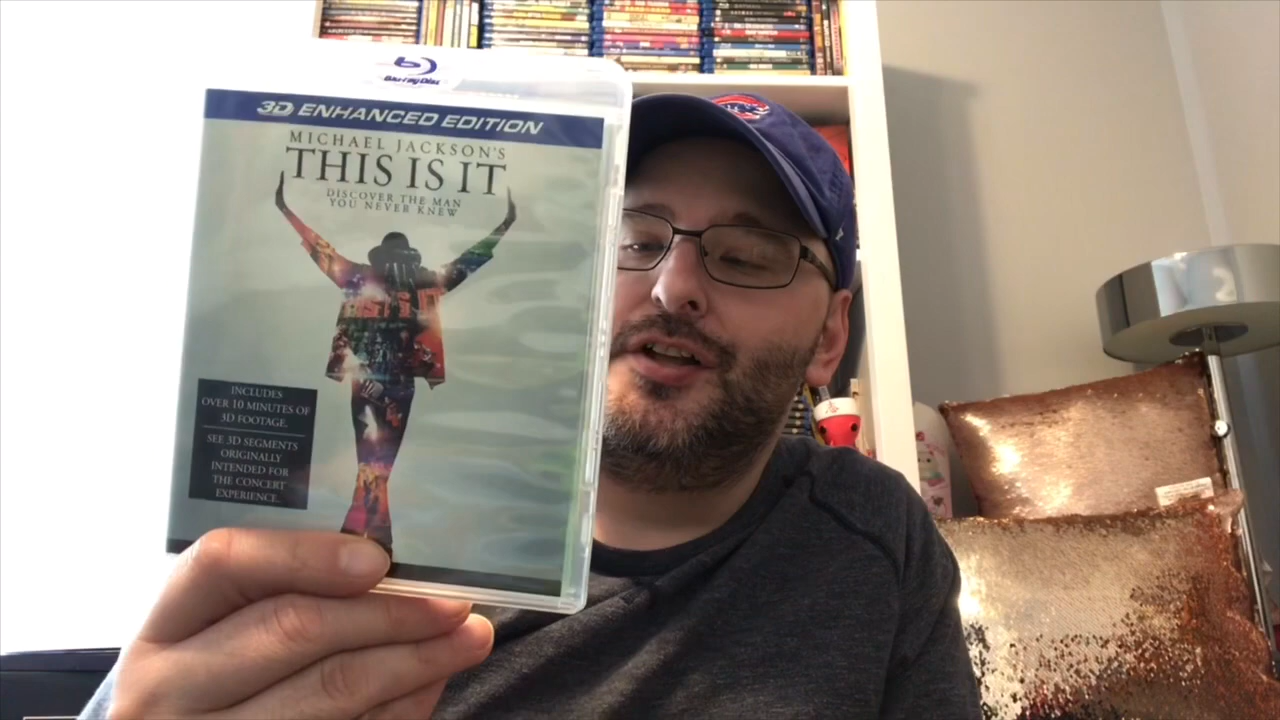 Blu-ray Disc
3D ENHANCED EDITION
MICHAEL JACKSON'S
THIS IS IT
DISCOVER THE MAN
YOU NEVER KNEW
INCLUDES
OVER 10 MINUTES OF
3D FOOTAGE.
SEE 3D SEGMENTS
ORIGINALLY
INTENDED FOR
THE CONCERT
EXPERIENCE.